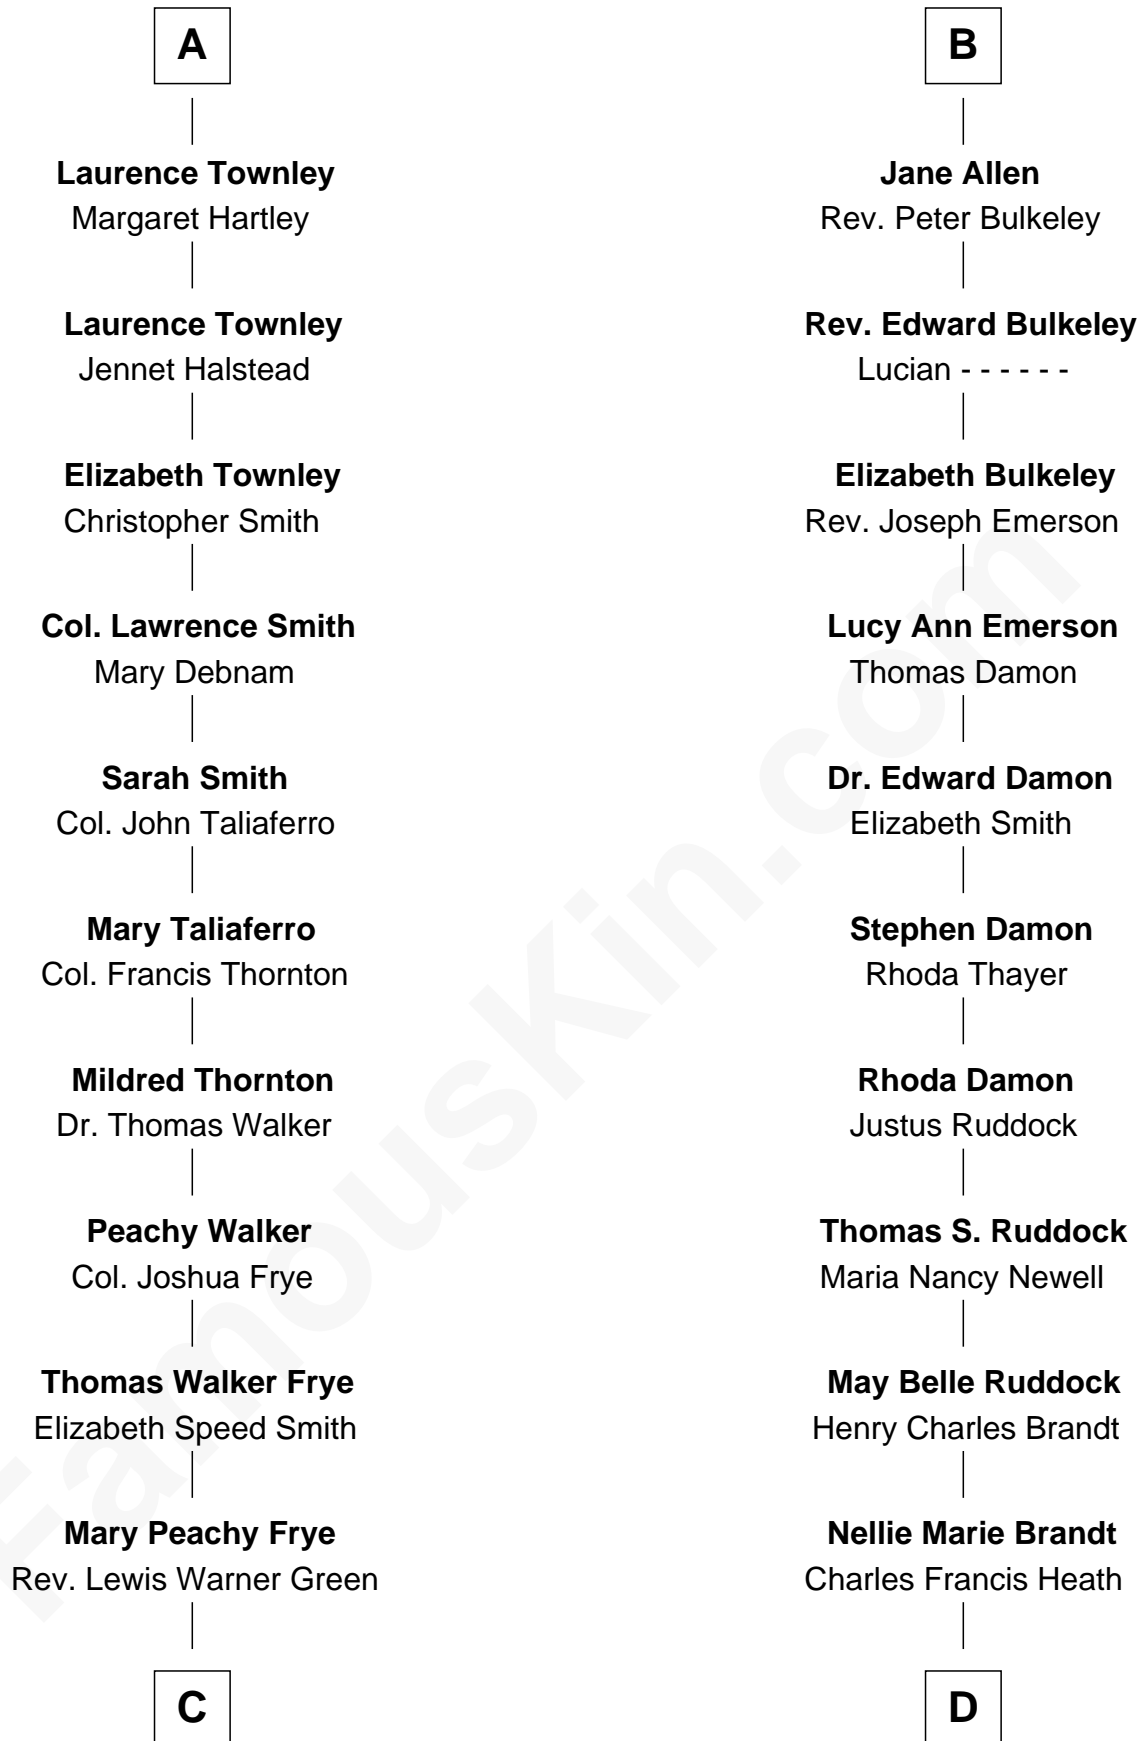 A
Laurence Townley
Margaret Hartley
Laurence Townley
Jennet Halstead
Elizabeth Townley
Christopher Smith
Col. Lawrence Smith
Mary Debnam
Sarah Smith
Col. John Taliaferro
Mary Taliaferro
Col. Francis Thornton
Mildred Thornton
Dr. Thomas Walker
Peachy Walker
Col. Joshua Frye
Thomas Walker Frye
Elizabeth Speed Smith
Mary Peachy Frye
Rev. Lewis Warner Green
C
B
Jane Allen
Rev. Peter Bulkeley
Rev. Edward Bulkeley
Lucian - - - - - -
Elizabeth Bulkeley
Rev. Joseph Emerson
Lucy Ann Emerson
Thomas Damon
Dr. Edward Damon
Elizabeth Smith
Stephen Damon
Rhoda Thayer
Rhoda Damon
Justus Ruddock
Thomas S. Ruddock
Maria Nancy Newell
May Belle Ruddock
Henry Charles Brandt
Nellie Marie Brandt
Charles Francis Heath
D
FamousKin.com